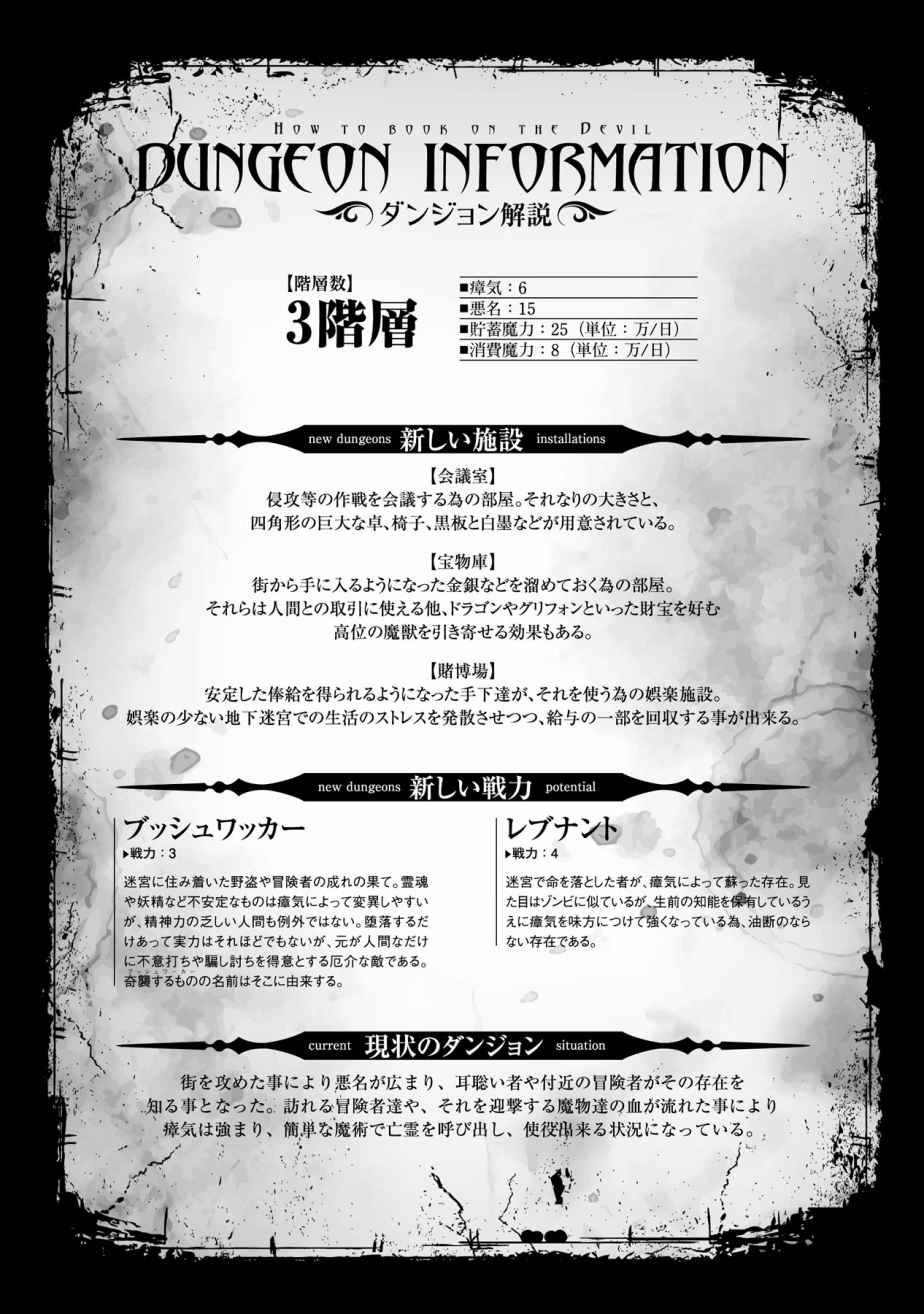 How to book on the Devil
Dungeon Information
ダンジョン解説
【階層数】
3階層
■瘴気：6
■悪名：15
■貯蓄魔力：25（単位：万/日）
■消費魔力：8（単位：万/日）
new dungeons 新しい施設 installations
【会議室】
侵攻等の作戦を会議する為の部屋。それなりの大きさと、
四角形の巨大な卓、椅子、黒板と白墨などが用意されている。
【宝物庫】
街から手に入るようになった金銀などを溜めておく為の部屋。
それらは人間との取引に使える他、ドラゴンやグリフォンといった財宝を好む
高位の魔獣を引き寄せる効果もある。
【賭博場】
安定した俸給を得られるようになった手下達が、それを使う為の娯楽施設。
娯楽の少ない地下迷宮での生活のストレスを発散させつつ、給与の一部を回収する事が出来る。
new dungeons 新しい戦力 potential
ブッシュワッカー
▶戦力：3
迷宮に住み着いた野盗や冒険者の成れの果て。霊魂
や妖精など不安定なものは瘴気によって変異しやすい
が、精神力の乏しい人間も例外ではない。堕落するだ
けあって実力はそれほどでもないが、元が人間なだけ
に不意打ちや騙し討ちを得意とする厄介な敵である。
ブッシュワーカー
奇襲するものの名前はそこに由来する。
レブナント
▶戦力：4
迷宮で命を落とした者が、瘴気によって蘇った存在。見
た目はゾンビに似ているが、生前の知能を保有しているう
えに瘴気を味方につけて強くなっている為、油断のなら
ない存在である。
current 現状のダンジョン situation
街を攻めた事により悪名が広まり、耳聡い者や付近の冒険者がその存在を
知る事となった。訪れる冒険者達や、それを迎撃する魔物達の血が流れた事により
瘴気は強まり、簡単な魔術で亡霊を呼び出し、使役出来る状況になっている。